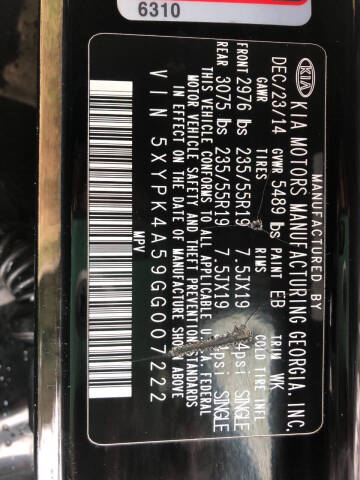 6310
KIA
MANUFACTURED BY
KIA MOTORS MANUFACTURING GEORGIA, INC.
DEC/23/14 GVWR 5489 lbs PAINT EB TRIM WK
GAWR TIRES RIMS COLD TIRE INFL
FRONT 2976 lbs 235/55R19 7.5JX19 psi SINGLE
REAR 3075 lbs 235/55R19 7.5JX19 psi SINGLE
THIS VEHICLE CONFORMS TO ALL APPLICABLE U.S.A. FEDERAL
MOTOR VEHICLE SAFETY AND THEFT PREVENTION STANDARDS
IN EFFECT ON THE DATE OF MANUFACTURE SHOWN ABOVE
VIN 5XYPK4A59GG007222
MPV